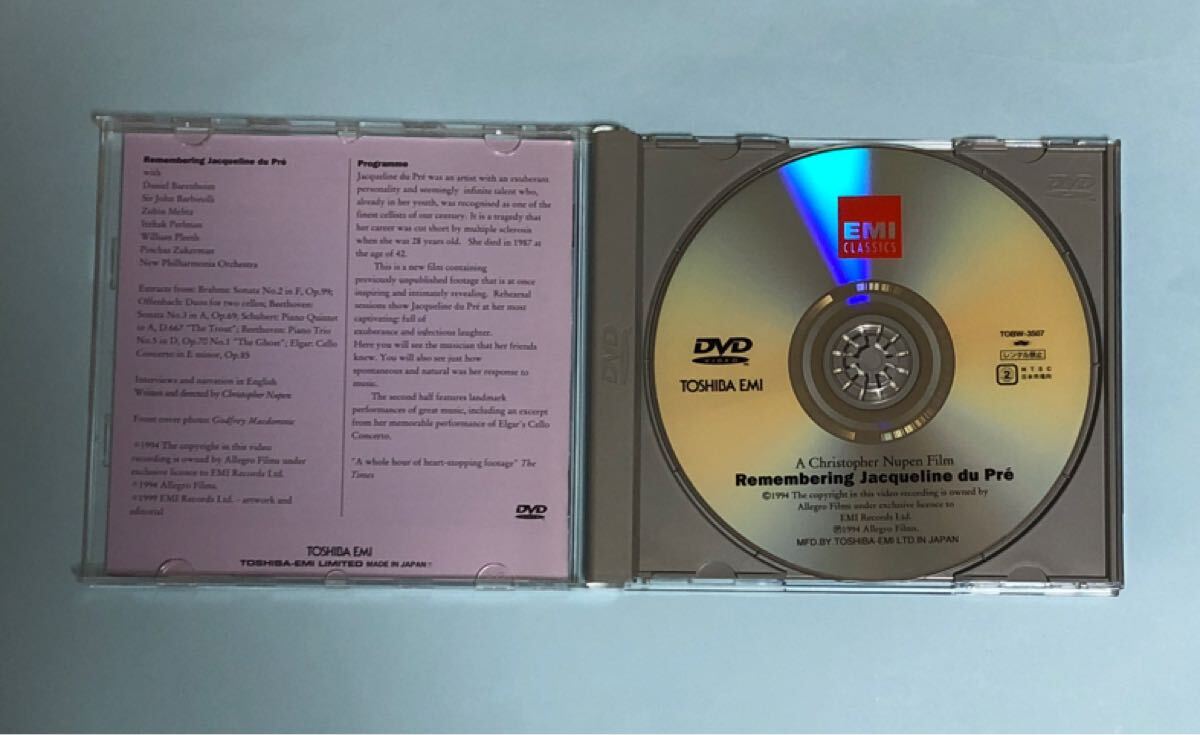 Remembering Jacqueline du Pré
with
Daniel Barenboim
Sir John Barbirolli
Zubin Mehta
Itzhak Perlman
William Pleeth
Pinchas Zukerman
New Philharmonia Orchestra
Extracts from: Brahms: Sonata No.2 in F, Op.99;
Offenbach: Duos for two cellos; Beethoven:
Sonata No.3 in A, Op.69; Schubert: Piano Quintet
in A, D.667 "The Trout"; Beethoven: Piano Trio
No.5 in D, Op.70 No.1 "The Ghost"; Elgar: Cello
Concerto in E minor, Op.85
Interviews and narration in English
Written and directed by Christopher Nupen
Front cover photos: Godfrey Macdomnic
©1994 The copyright in this video
recording is owned by Allegro Films under
exclusive licence to EMI Records Ltd.
℗1994 Allegro Films.
©1999 EMI Records Ltd. - artwork and
editorial
Programme
Jacqueline du Pré was an artist with an exuberant
personality and seemingly infinite talent who,
already in her youth, was recognised as one of the
finest cellists of our century. It is a tragedy that
her career was cut short by multiple sclerosis
when she was 28 years old. She died in 1987 at
the age of 42.
This is a new film containing
previously unpublished footage that is at once
inspiring and intimately revealing. Rehearsal
sessions show Jacqueline du Pré at her most
captivating: full of
exuberance and infectious laughter.
Here you will see the musician that her friends
knew. You will also see just how
spontaneous and natural was her response to
music.
The second half features landmark
performances of great music, including an excerpt
from her memorable performance of Elgar's Cello
Concerto.
"A whole hour of heart-stopping footage" The
Times
DVD
TOSHIBA EMI
TOSHIBA-EMI LIMITED MADE IN JAPAN
DVD
DVD
EMI
CLASSICS
DVD
VIDEO
TOSHIBA EMI
TOBW-3507
レンタル禁止
2 NTSC
日本市場向
A Christopher Nupen Film
Remembering Jacqueline du Pré
©1994 The copyright in this video recording is owned by
Allegro Films under exclusive licence to
EMI Records Ltd.
℗1994 Allegro Films.
MFD.BY TOSHIBA-EMI LTD.IN JAPAN